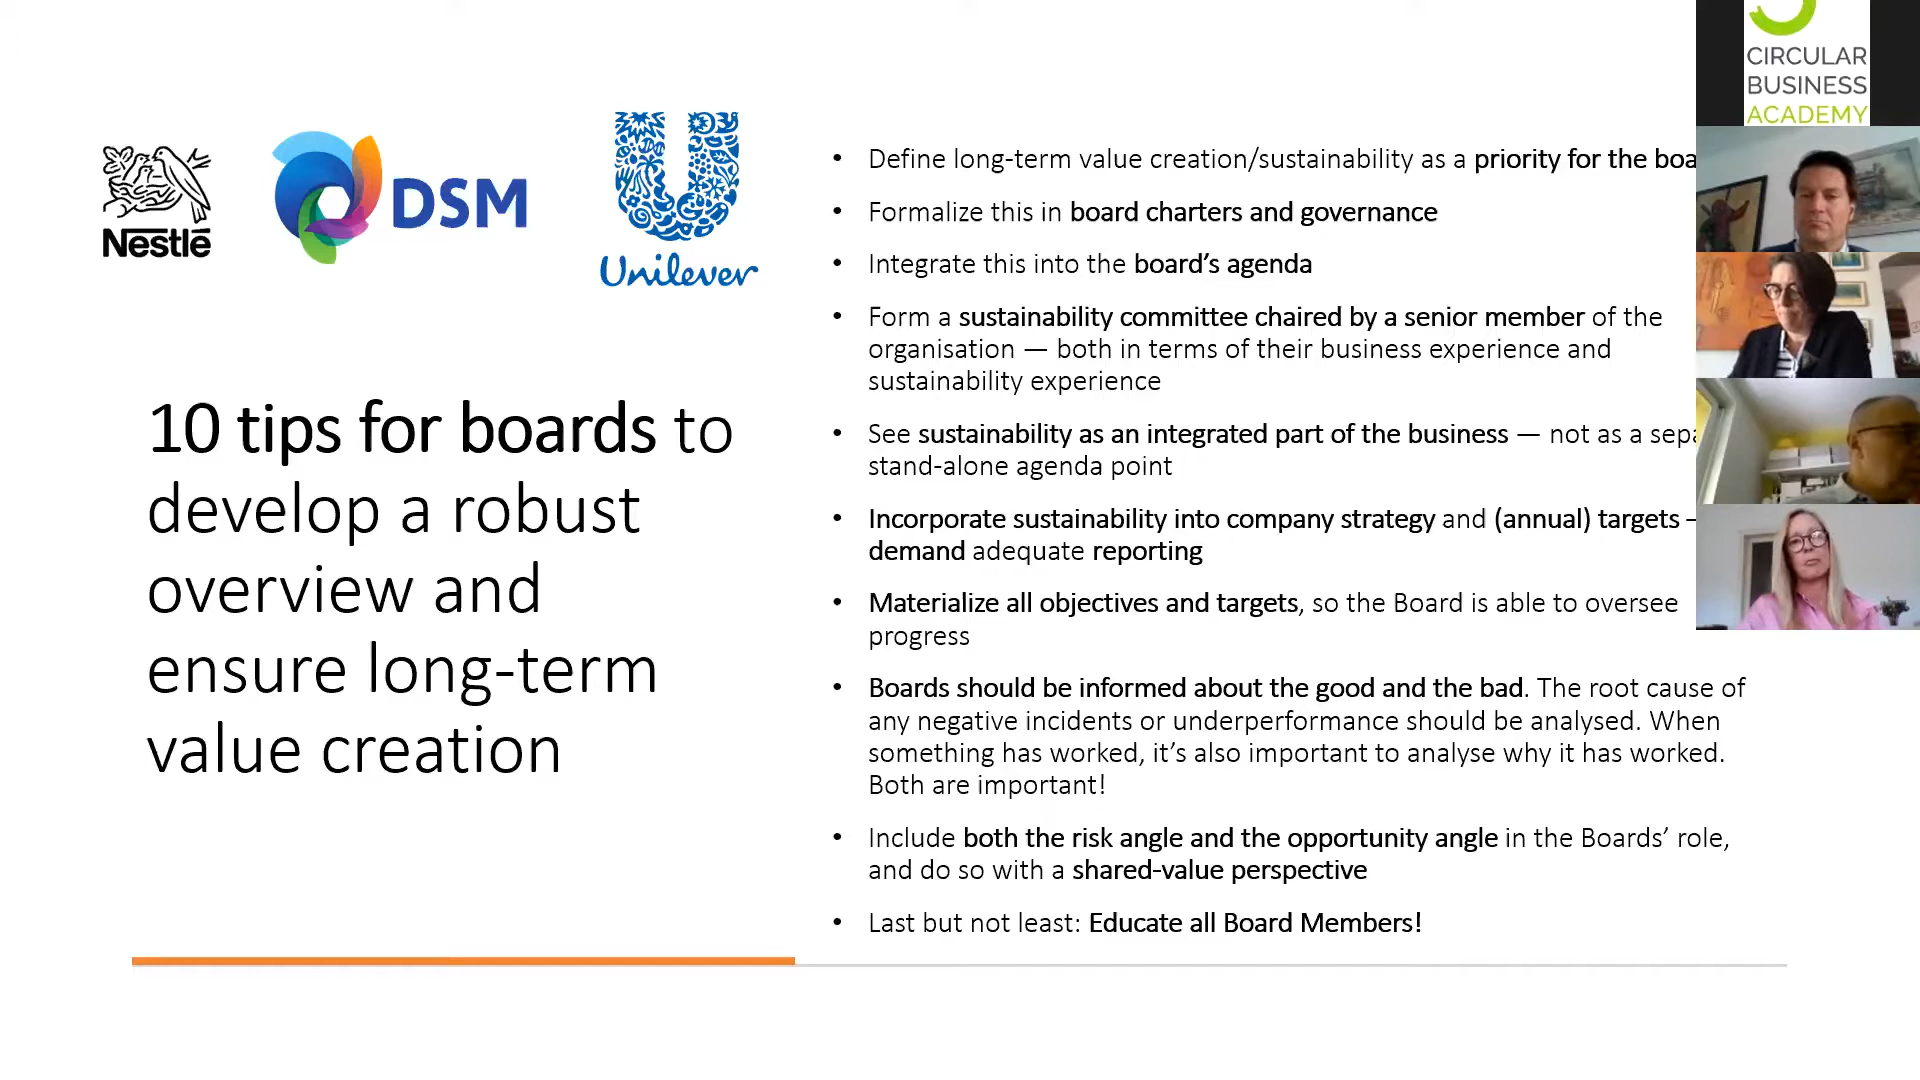 CIRCULAR
BUSINESS
ACADEMY
Nestlé
DSM
Unilever
10 tips for boards to
develop a robust
overview and
ensure long-term
value creation
• Define long-term value creation/sustainability as a priority for the boa
• Formalize this in board charters and governance
• Integrate this into the board’s agenda
• Form a sustainability committee chaired by a senior member of the
organisation — both in terms of their business experience and
sustainability experience
• See sustainability as an integrated part of the business — not as a sepa
stand-alone agenda point
• Incorporate sustainability into company strategy and (annual) targets –
demand adequate reporting
• Materialize all objectives and targets, so the Board is able to oversee
progress
• Boards should be informed about the good and the bad. The root cause of
any negative incidents or underperformance should be analysed. When
something has worked, it’s also important to analyse why it has worked.
Both are important!
• Include both the risk angle and the opportunity angle in the Boards’ role,
and do so with a shared-value perspective
• Last but not least: Educate all Board Members!